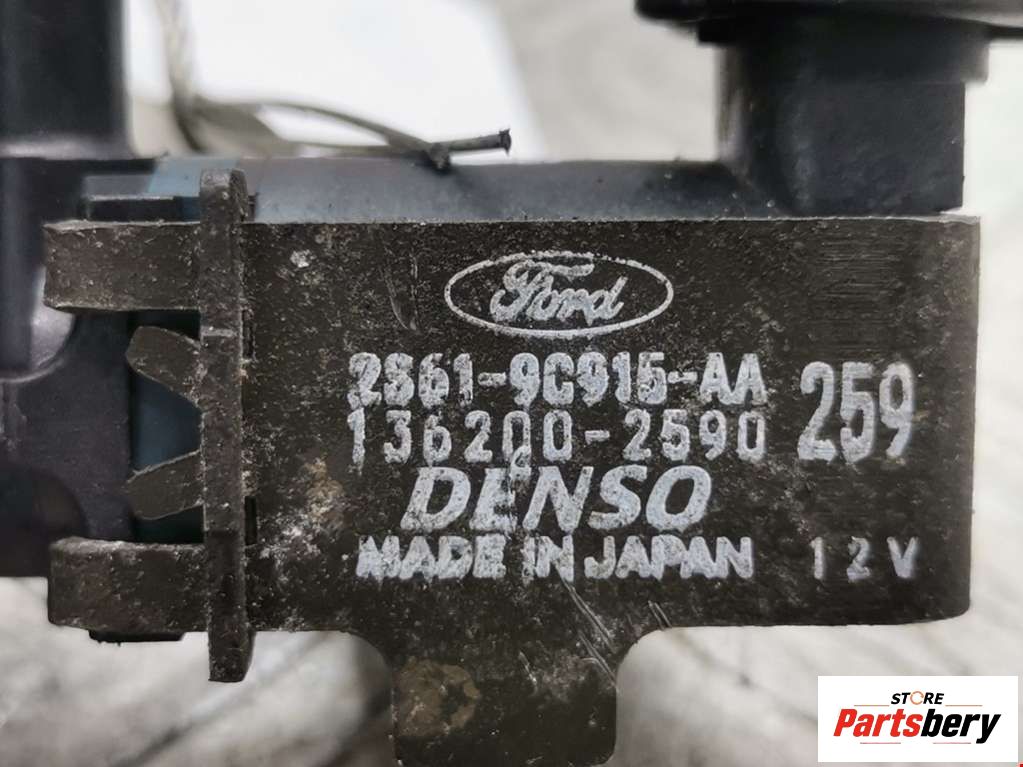 Ford
2S61-9C915-AA
136200-2590
259
DENSO
MADE IN JAPAN 12V
STORE
Partsbery